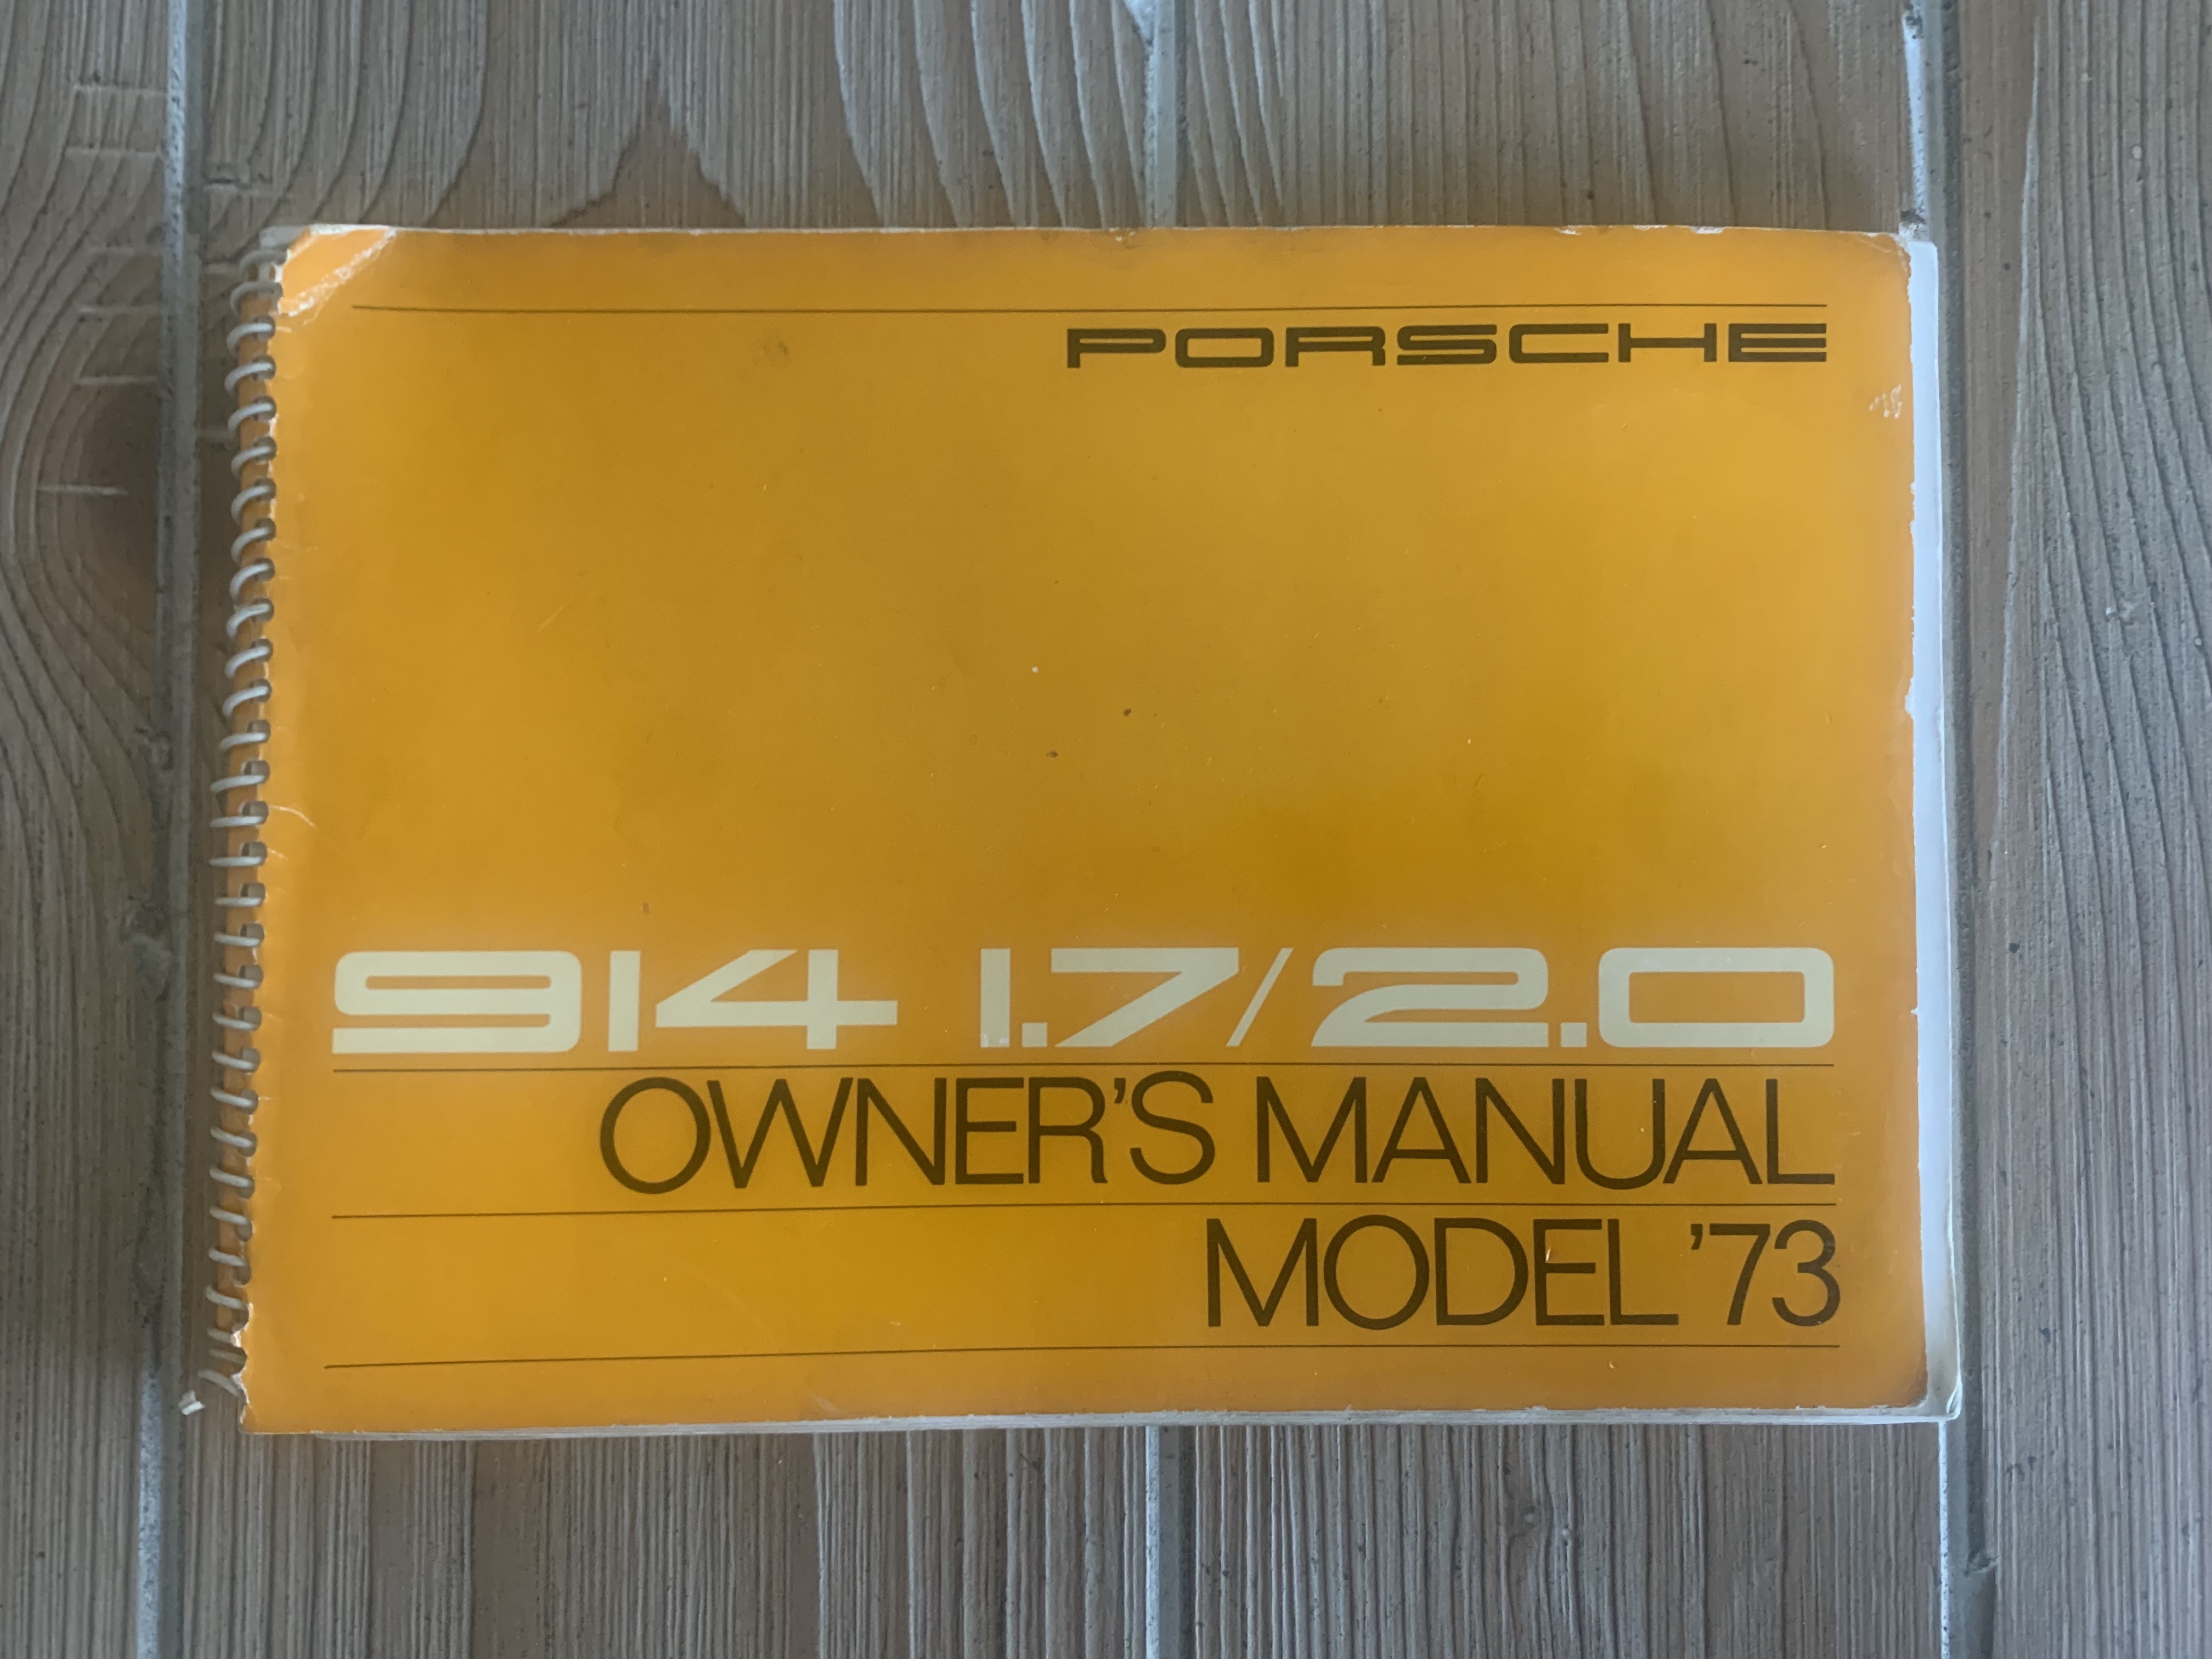 PORSCHE
914 1.7/2.0
OWNER'S MANUAL
MODEL '73